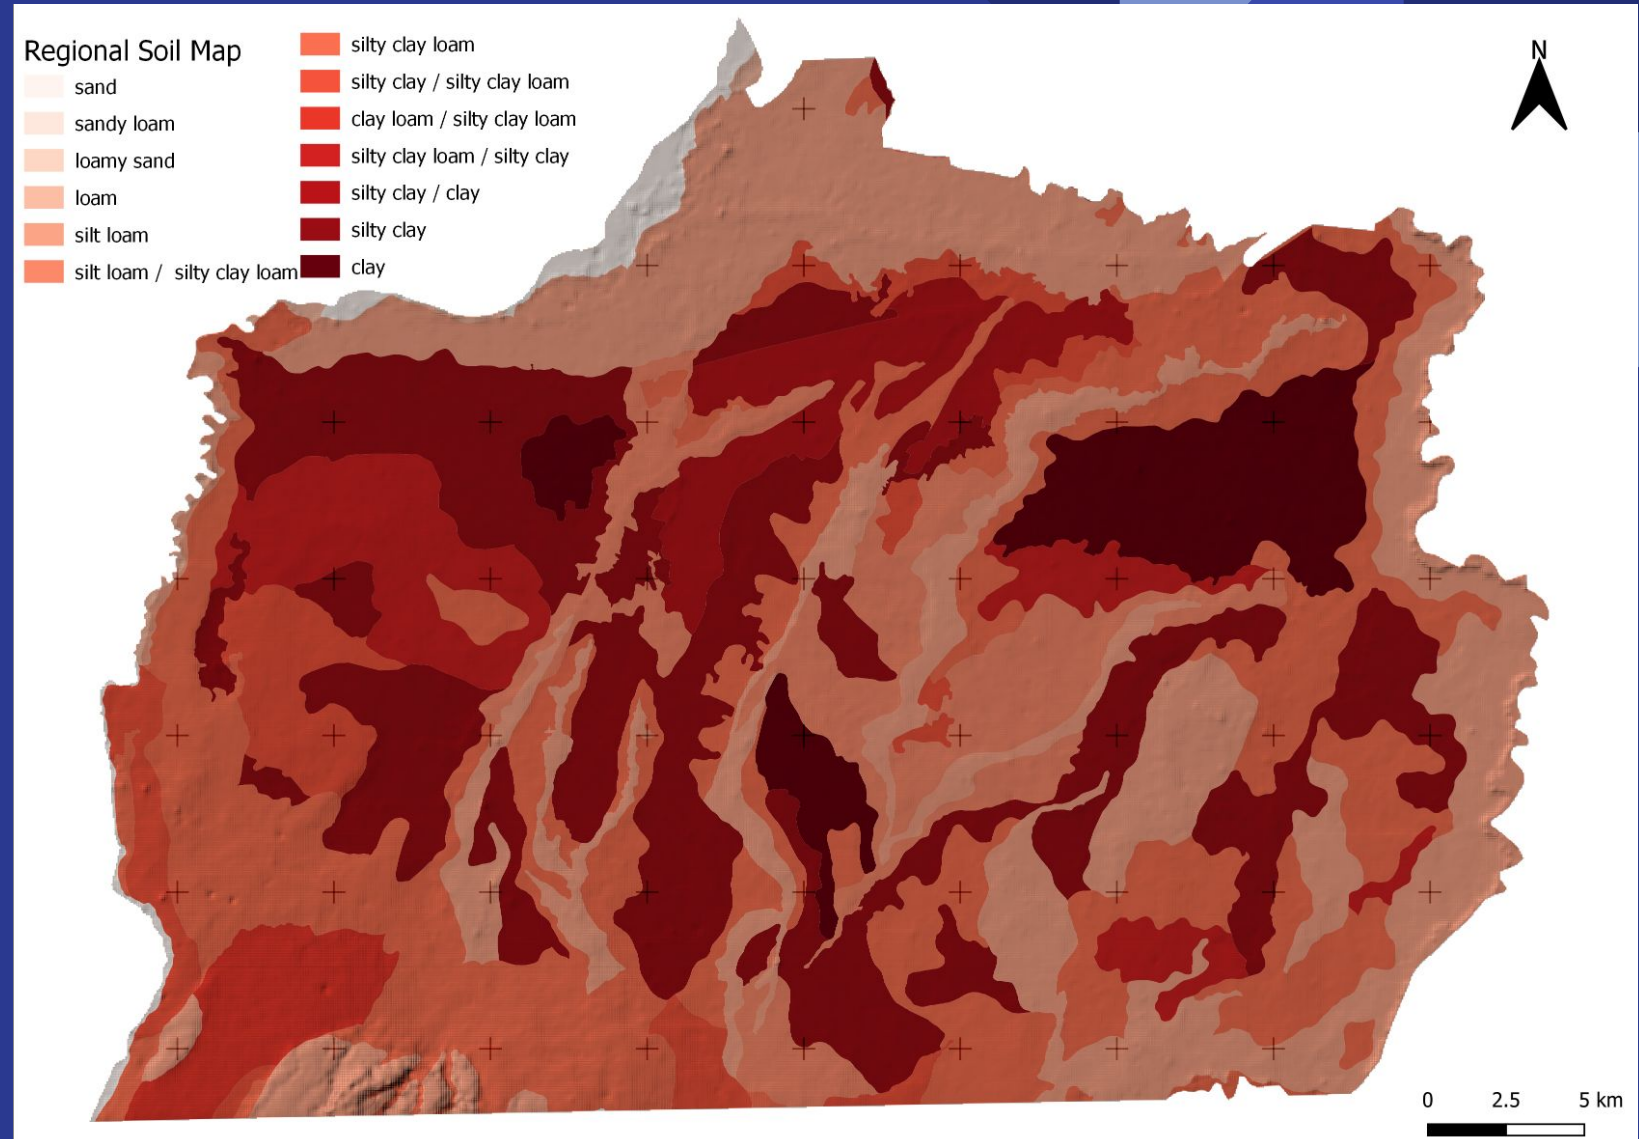 Regional Soil Map
sand
sandy loam
loamy sand
loam
silt loam
silt loam /  silty clay loam
silty clay loam
silty clay / silty clay loam
clay loam / silty clay loam
silty clay loam / silty clay
silty clay / clay
silty clay
clay
N
0 2.5 5 km